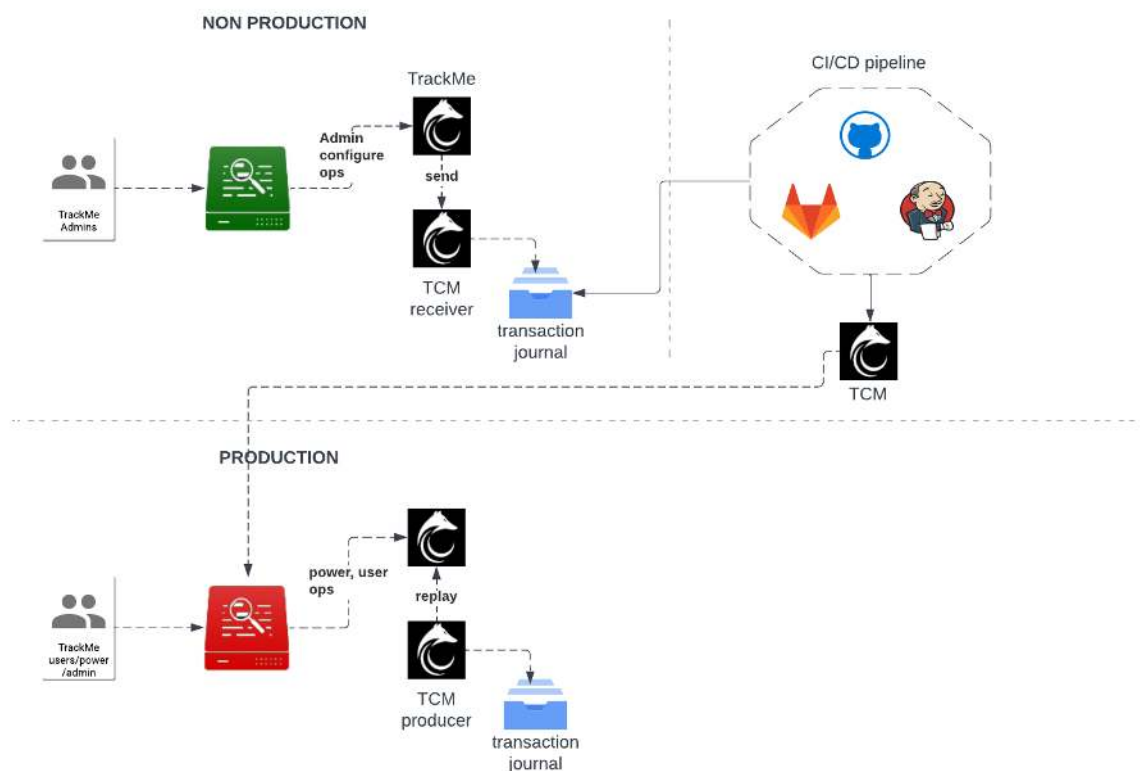 NON PRODUCTION
CI/CD pipeline
TrackMe
Admin
configure
ops
TrackMe
Admins
send
TCM
receiver
transaction
journal
TCM
PRODUCTION
power, user
ops
replay
TrackMe
users/power
/admin
TCM
producer
transaction
journal